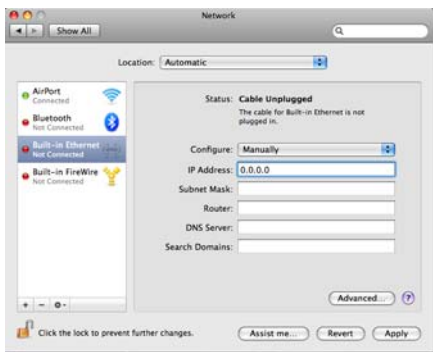 Network
Show All
Location: Automatic
AirPort
Connected
Bluetooth
Not Connected
Built-in Ethernet
Not Connected
Built-in FireWire
Not Connected
Status: Cable Unplugged
The cable for Built-in Ethernet is not
plugged in.
Configure: Manually
IP Address: 0.0.0.0
Subnet Mask:
Router:
DNS Server:
Search Domains:
Advanced... ?
Click the lock to prevent further changes.
Assist me... Revert Apply